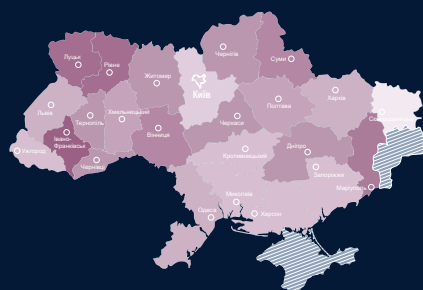 Чернігів
Луцьк
Рівне
Суми
Житомир
Київ
Харків
Львів
Тернопіль
Хмельницький
Полтава
Черкаси
Вінниця
Івано-
Франківськ
Ужгород
Чернівці
Кропивницький
Дніпро
Запоріжжя
Маріуполь
Миколаїв
Одеса
Херсон